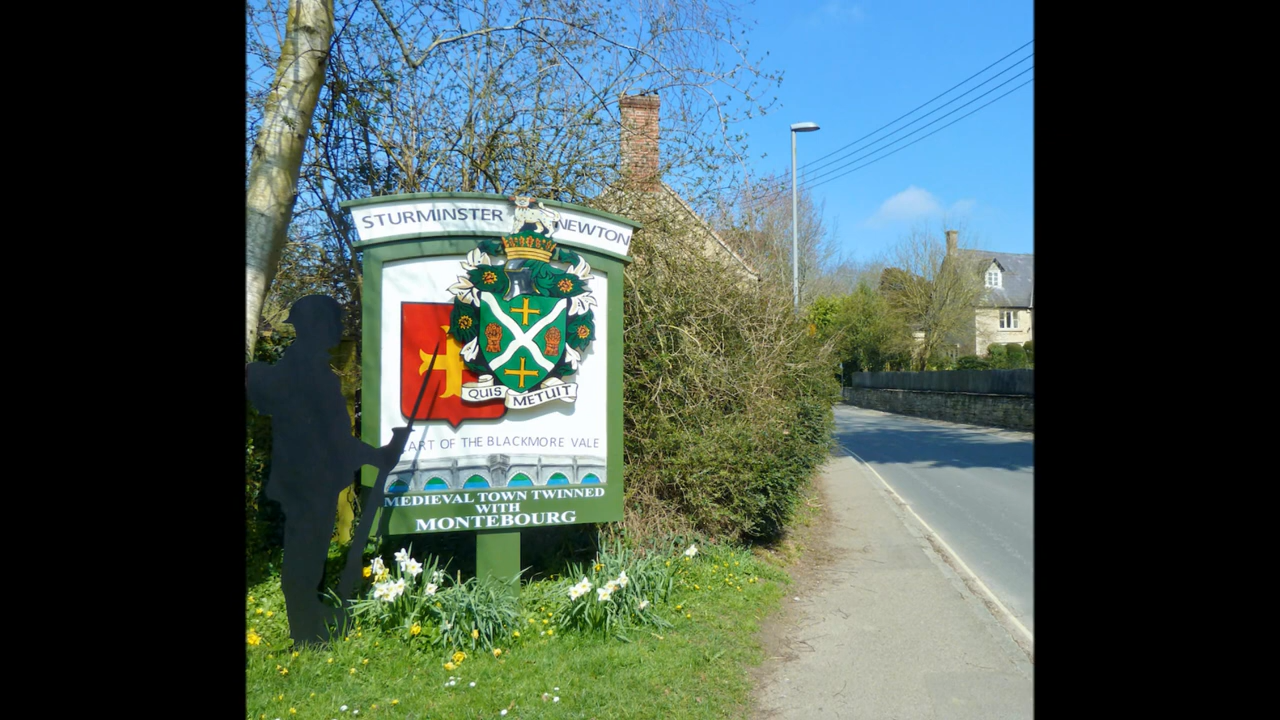 STURMINSTER NEWTON
QUIS METUIT
ART OF THE BLACKMORE VALE
MEDIEVAL TOWN TWINNED
WITH
MONTEBOURG